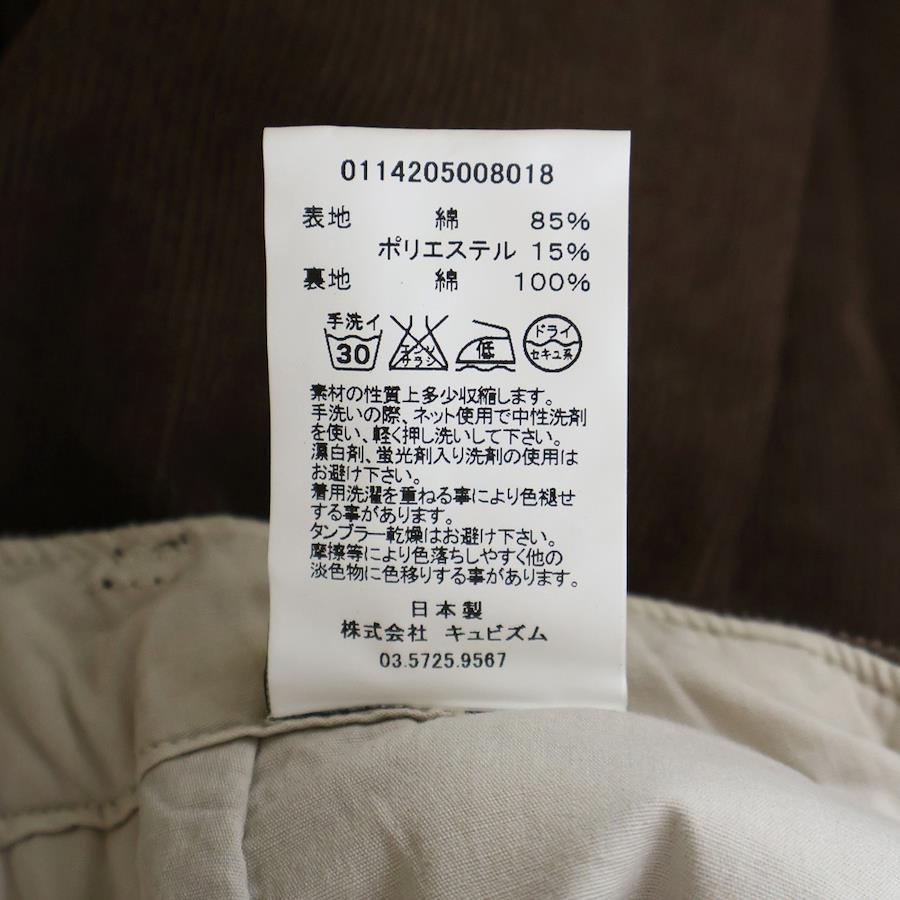 0114205008018
表地 綿 85%
ポリエステル 15%
裏地 綿 100%
手洗イ
30
エンソ
サラシ
低
ドライ
セキユ系
素材の性質上多少収縮します。
手洗いの際、ネット使用で中性洗剤
を使い、軽く押し洗いして下さい。
漂白剤、蛍光剤入り洗剤の使用は
お避け下さい。
着用洗濯を重ねる事により色褪せ
する事があります。
タンブラー乾燥はお避け下さい。
摩擦等により色落ちしやすく他の
淡色物に色移りする事があります。
日本製
株式会社 キュビズム
03.5725.9567